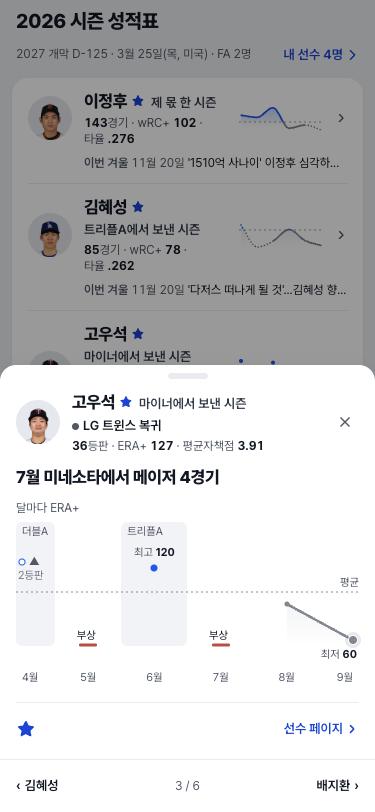 2026 시즌 성적표
2027 개막 D-125 · 3월 25일(목, 미국) · FA 2명
내 선수 4명 >
이정후 ★ 제 몫 한 시즌
143경기 · wRC+ 102 ·
타율 .276
이번 겨울 11월 20일 '1510억 사나이' 이정후 심각하...
김혜성 ★
트리플A에서 보낸 시즌
85경기 · wRC+ 78 ·
타율 .262
이번 겨울 11월 20일 '다저스 떠나게 될 것'...김혜성 향...
고우석 ★
마이너에서 보낸 시즌
고우석 ★ 마이너에서 보낸 시즌
LG 트윈스 복귀
36등판 · ERA+ 127 · 평균자책점 3.91
7월 미네소타에서 메이저 4경기
달마다 ERA+
더블A
트리플A
최고 120
2등판
평균
부상
부상
최저 60
4월 5월 6월 7월 8월 9월
선수 페이지 >
‹ 김혜성
3 / 6
배지환 ›